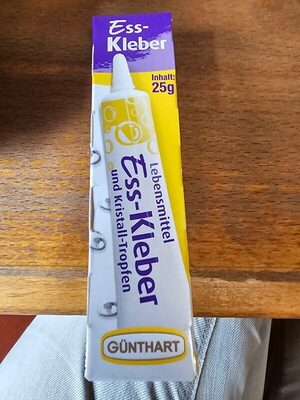 Ess-
Kleber
Inhalt:
25g
Lebensmittel
Ess-Kleber
und Kristall-Tropfen
GÜNTHART